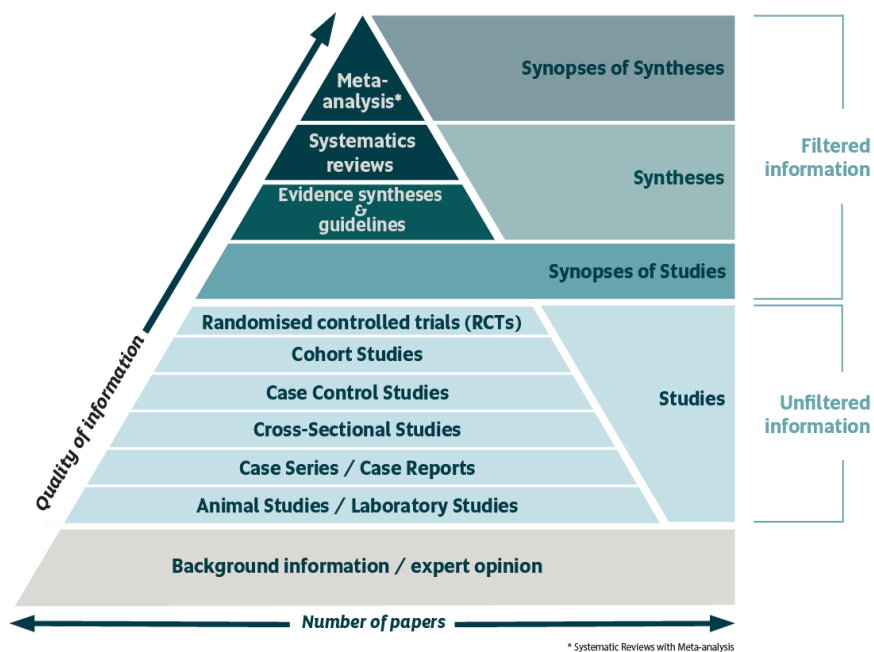 Meta-
analysis*
Synopses of Syntheses
Systematics
reviews
Syntheses
Filtered
information
Evidence syntheses
&
guidelines
Synopses of Studies
Randomised controlled trials (RCTs)
Cohort Studies
Case Control Studies
Studies
Unfiltered
information
Cross-Sectional Studies
Case Series / Case Reports
Animal Studies / Laboratory Studies
Quality of information
Background information / expert opinion
Number of papers
* Systematic Reviews with Meta-analysis